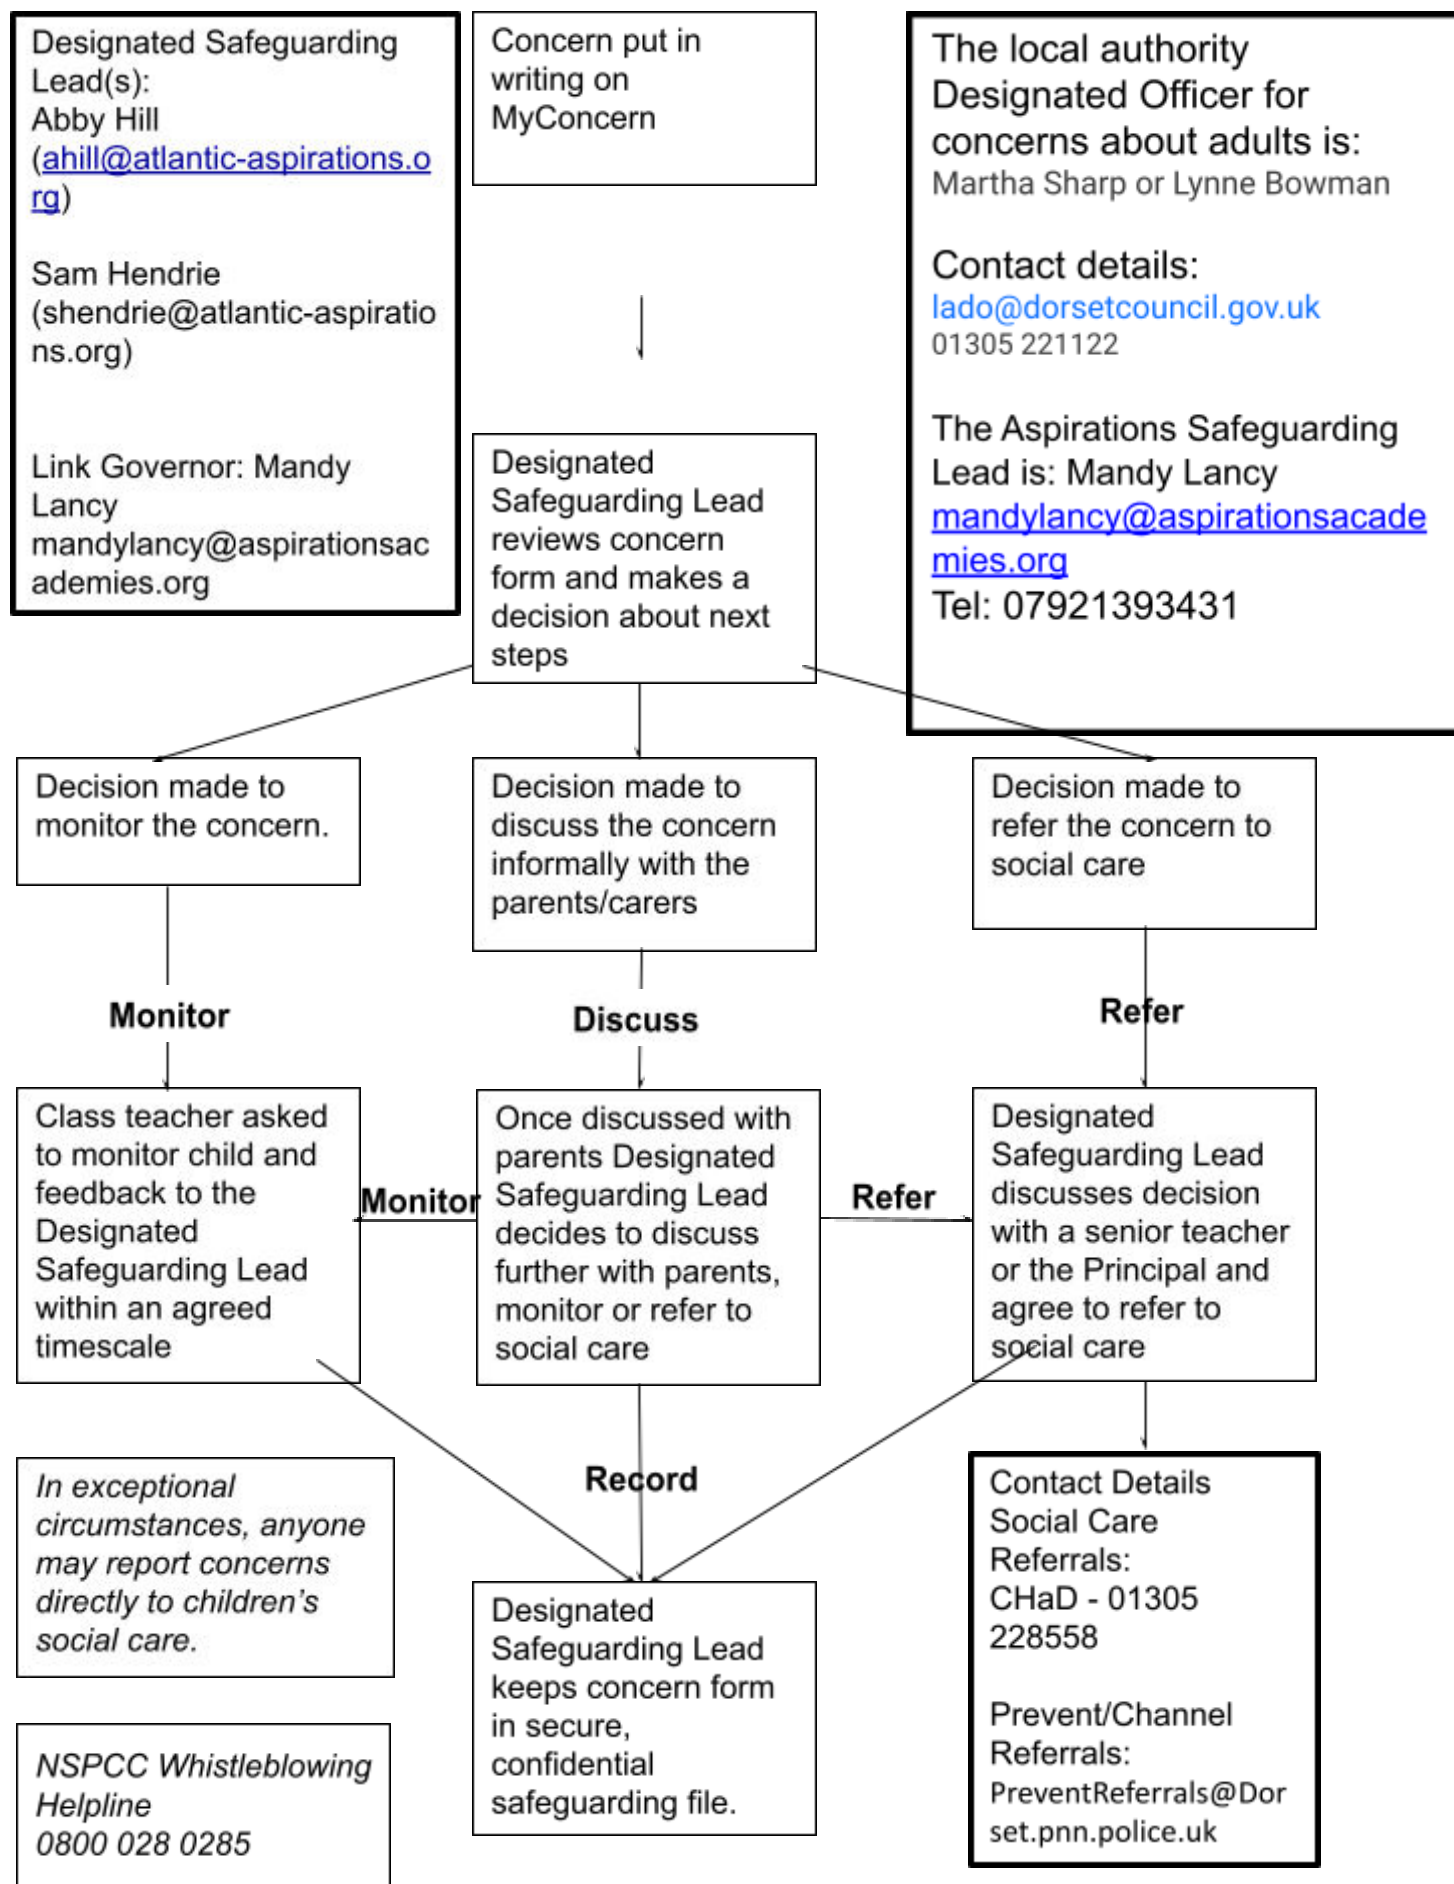 Designated Safeguarding
Lead(s):
Abby Hill
(ahill@atlantic-aspirations.o
rg)
Sam Hendrie
(shendrie@atlantic-aspiratio
ns.org)
Link Governor: Mandy
Lancy
mandylancy@aspirationsac
ademies.org
Concern put in
writing on
MyConcern
The local authority
Designated Officer for
concerns about adults is:
Martha Sharp or Lynne Bowman
Contact details:
lado@dorsetcouncil.gov.uk
01305 221122
The Aspirations Safeguarding
Lead is: Mandy Lancy
mandylancy@aspirationsacade
mies.org
Tel: 07921393431
Designated
Safeguarding Lead
reviews concern
form and makes a
decision about next
steps
Decision made to
monitor the concern.
Decision made to
discuss the concern
informally with the
parents/carers
Decision made to
refer the concern to
social care
Monitor
Discuss
Refer
Class teacher asked
to monitor child and
feedback to the
Designated
Safeguarding Lead
within an agreed
timescale
Monitor
Once discussed with
parents Designated
Safeguarding Lead
decides to discuss
further with parents,
monitor or refer to
social care
Refer
Designated
Safeguarding Lead
discusses decision
with a senior teacher
or the Principal and
agree to refer to
social care
In exceptional
circumstances, anyone
may report concerns
directly to children's
social care.
Record
Contact Details
Social Care
Referrals:
CHaD - 01305
228558
Prevent/Channel
Referrals:
PreventReferrals@Dor
set.pnn.police.uk
Designated
Safeguarding Lead
keeps concern form
in secure,
confidential
safeguarding file.
NSPCC Whistleblowing
Helpline
0800 028 0285